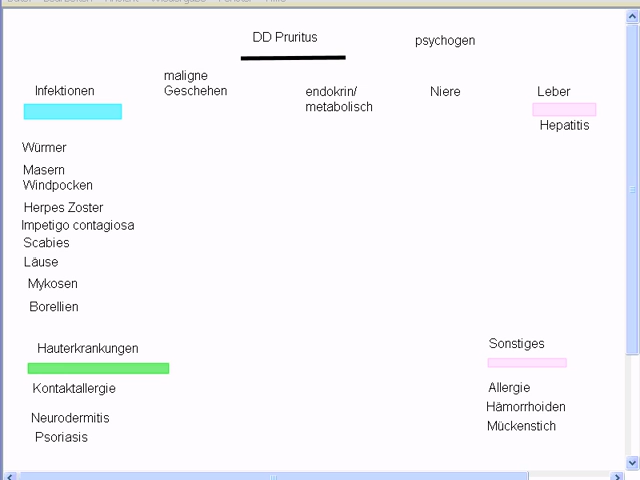 DD Pruritus
psychogen
Infektionen
maligne
Geschehen
endokrin/
metabolisch
Niere
Leber
Hepatitis
Würmer
Masern
Windpocken
Herpes Zoster
Impetigo contagiosa
Scabies
Läuse
Mykosen
Borellien
Hauterkrankungen
Kontaktallergie
Neurodermitis
Psoriasis
Sonstiges
Allergie
Hämorrhoiden
Mückenstich